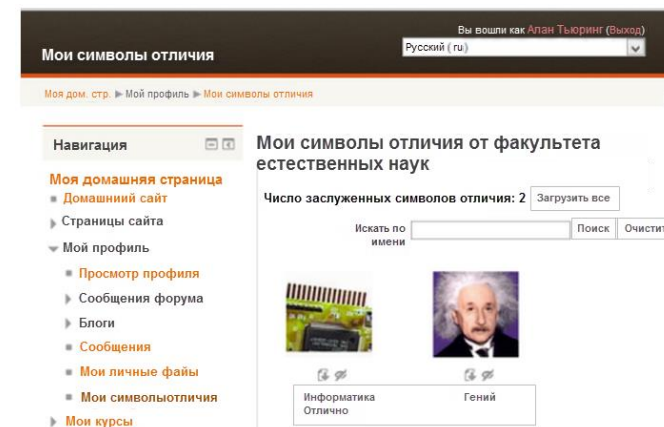 Вы вошли как Алан Тьюринг (Выход)
Русский ( ru )
Мои символы отличия
Моя дом. стр. ► Мой профиль ► Мои символы отличия
Навигация
Моя домашняя страница
Домашниий сайт
Страницы сайта
Мой профиль
Просмотр профиля
Сообщения форума
Блоги
Сообщения
Мои личные файы
Мои символыотличия
Мои курсы
Мои символы отличия от факультета
естественных наук
Число заслуженных символов отличия: 2 Загрузить все
Искать по
имени
Поиск Очистит
Информатика
Отлично
Гений